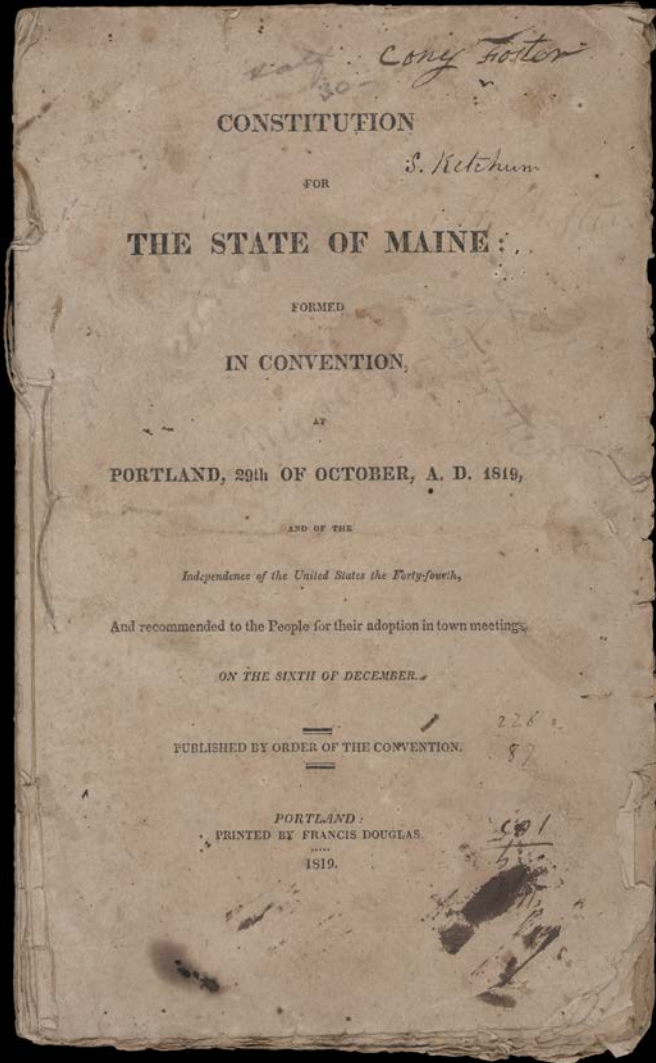 Cony Foster
30-
CONSTITUTION
S. Ketchum
FOR
THE STATE OF MAINE:
FORMED
IN CONVENTION,
AT
PORTLAND, 29th OF OCTOBER, A. D. 1819,
AND OF THE
Independence of the United States the Forty-fourth,
And recommended to the People for their adoption in town meetings,
ON THE SIXTH OF DECEMBER.
226
PUBLISHED BY ORDER OF THE CONVENTION.
87
PORTLAND:
PRINTED BY FRANCIS DOUGLAS.
1819.